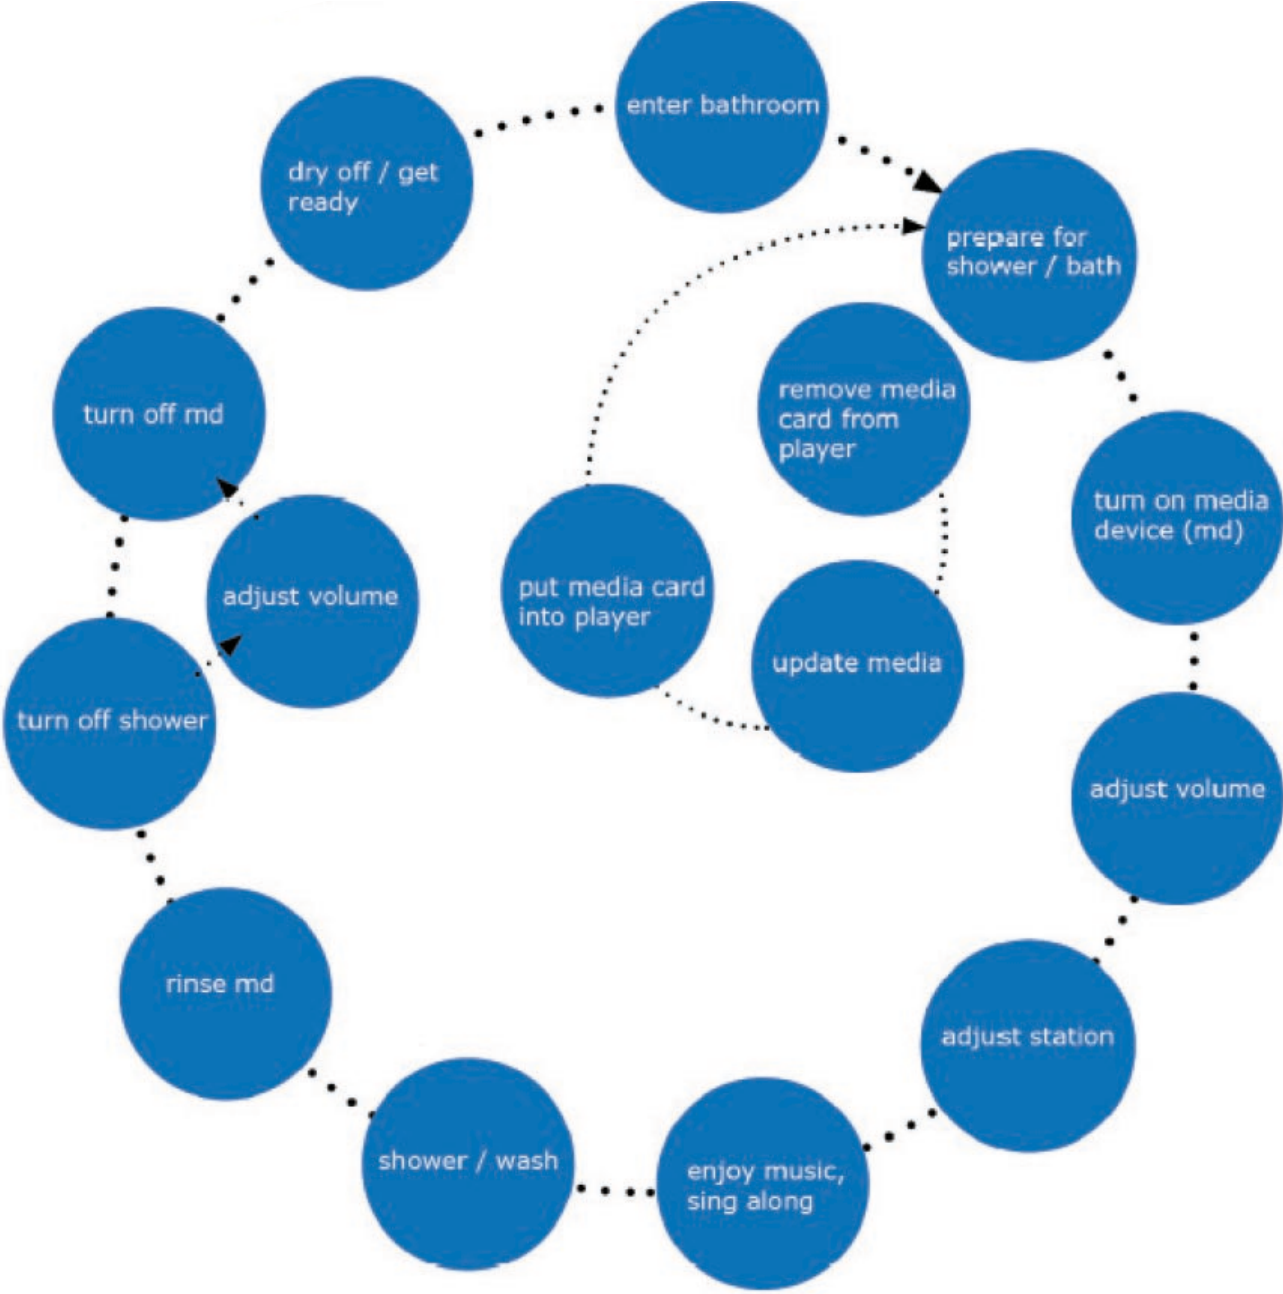 enter bathroom
prepare for
shower / bath
turn on media
device (md)
adjust volume
adjust station
enjoy music,
sing along
shower / wash
rinse md
turn off shower
adjust volume
turn off md
dry off / get
ready
remove media
card from
player
update media
put media card
into player